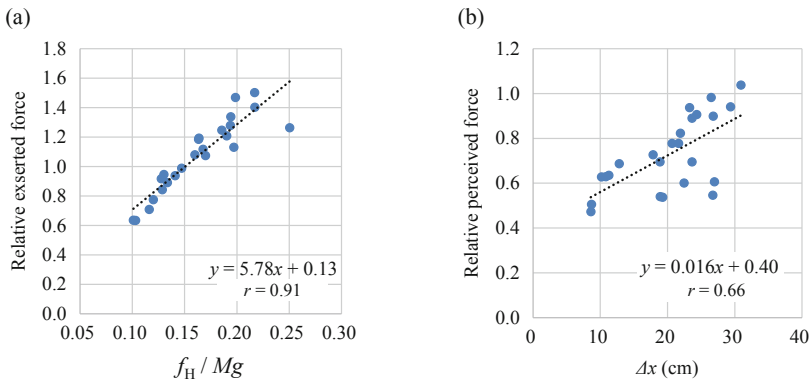 (a)
Relative exserted force
1.8
1.6
1.4
1.2
1.0
0.8
0.6
0.4
0.2
0.0
y = 5.78x + 0.13
r = 0.91
0.05 0.10 0.15 0.20 0.25 0.30
fH / Mg
(b)
Relative perceived force
1.2
1.0
0.8
0.6
0.4
0.2
0.0
y = 0.016x + 0.40
r = 0.66
0 10 20 30 40
Δx (cm)